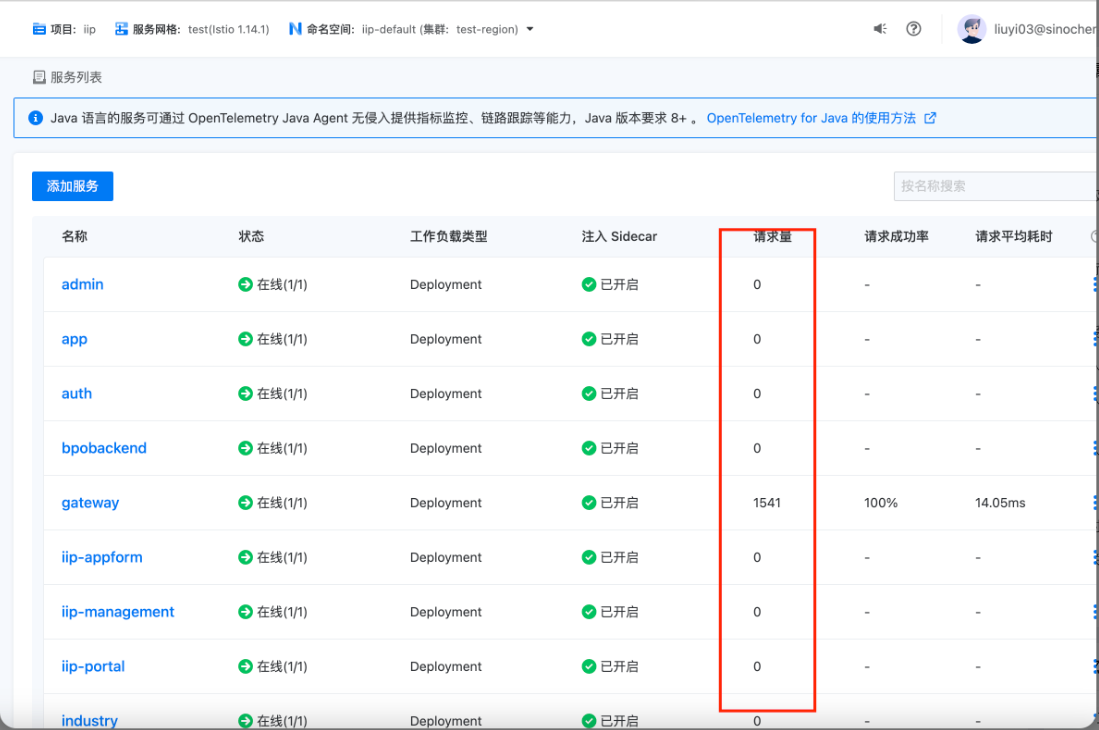 项目: iip 服务网格: test(Istio 1.14.1) 命名空间: iip-default (集群: test-region) liuyi03@sinocher
服务列表
Java 语言的服务可通过 OpenTelemetry Java Agent 无侵入提供指标监控、链路跟踪等能力，Java 版本要求 8+ 。 OpenTelemetry for Java 的使用方法
添加服务 按名称搜索
名称 状态 工作负载类型 注入 Sidecar 请求量 请求成功率 请求平均耗时
admin 在线(1/1) Deployment 已开启 0 - -
app 在线(1/1) Deployment 已开启 0 - -
auth 在线(1/1) Deployment 已开启 0 - -
bpobackend 在线(1/1) Deployment 已开启 0 - -
gateway 在线(1/1) Deployment 已开启 1541 100% 14.05ms
iip-appform 在线(1/1) Deployment 已开启 0 - -
iip-management 在线(1/1) Deployment 已开启 0 - -
iip-portal 在线(1/1) Deployment 已开启 0 - -
industry 在线(1/1) Deployment 已开启 0 - -